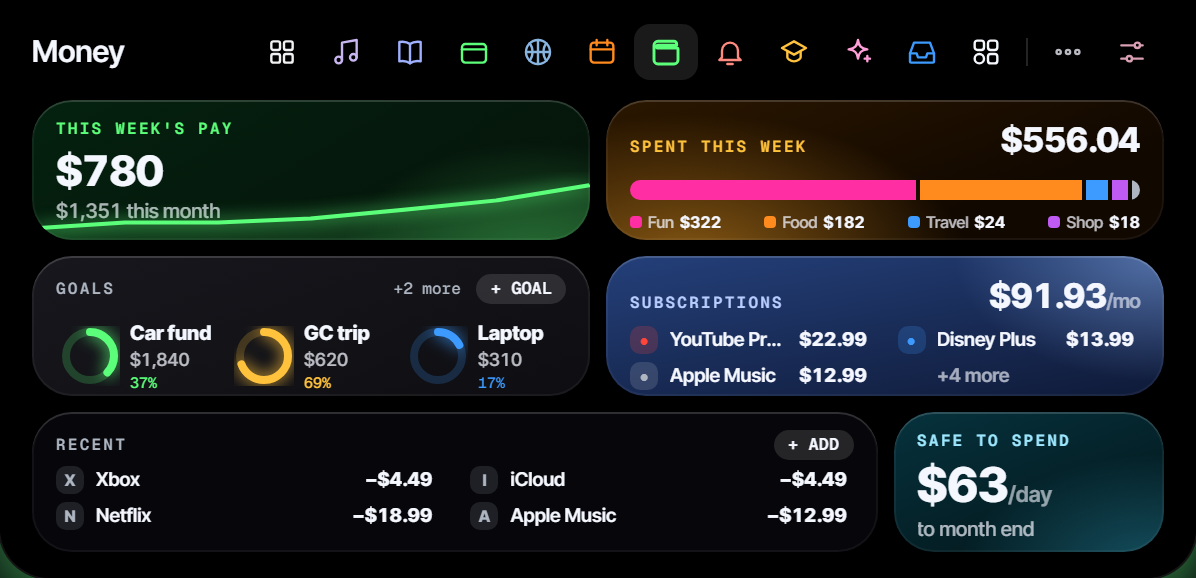 Money
THIS WEEK'S PAY
$780
$1,351 this month
SPENT THIS WEEK
$556.04
Fun $322
Food $182
Travel $24
Shop $18
GOALS
+2 more
+ GOAL
Car fund
$1,840
37%
GC trip
$620
69%
Laptop
$310
17%
SUBSCRIPTIONS
$91.93/mo
YouTube Pr... $22.99
Disney Plus $13.99
Apple Music $12.99
+4 more
RECENT
+ ADD
X Xbox –$4.49
I iCloud –$4.49
N Netflix –$18.99
A Apple Music –$12.99
SAFE TO SPEND
$63/day
to month end